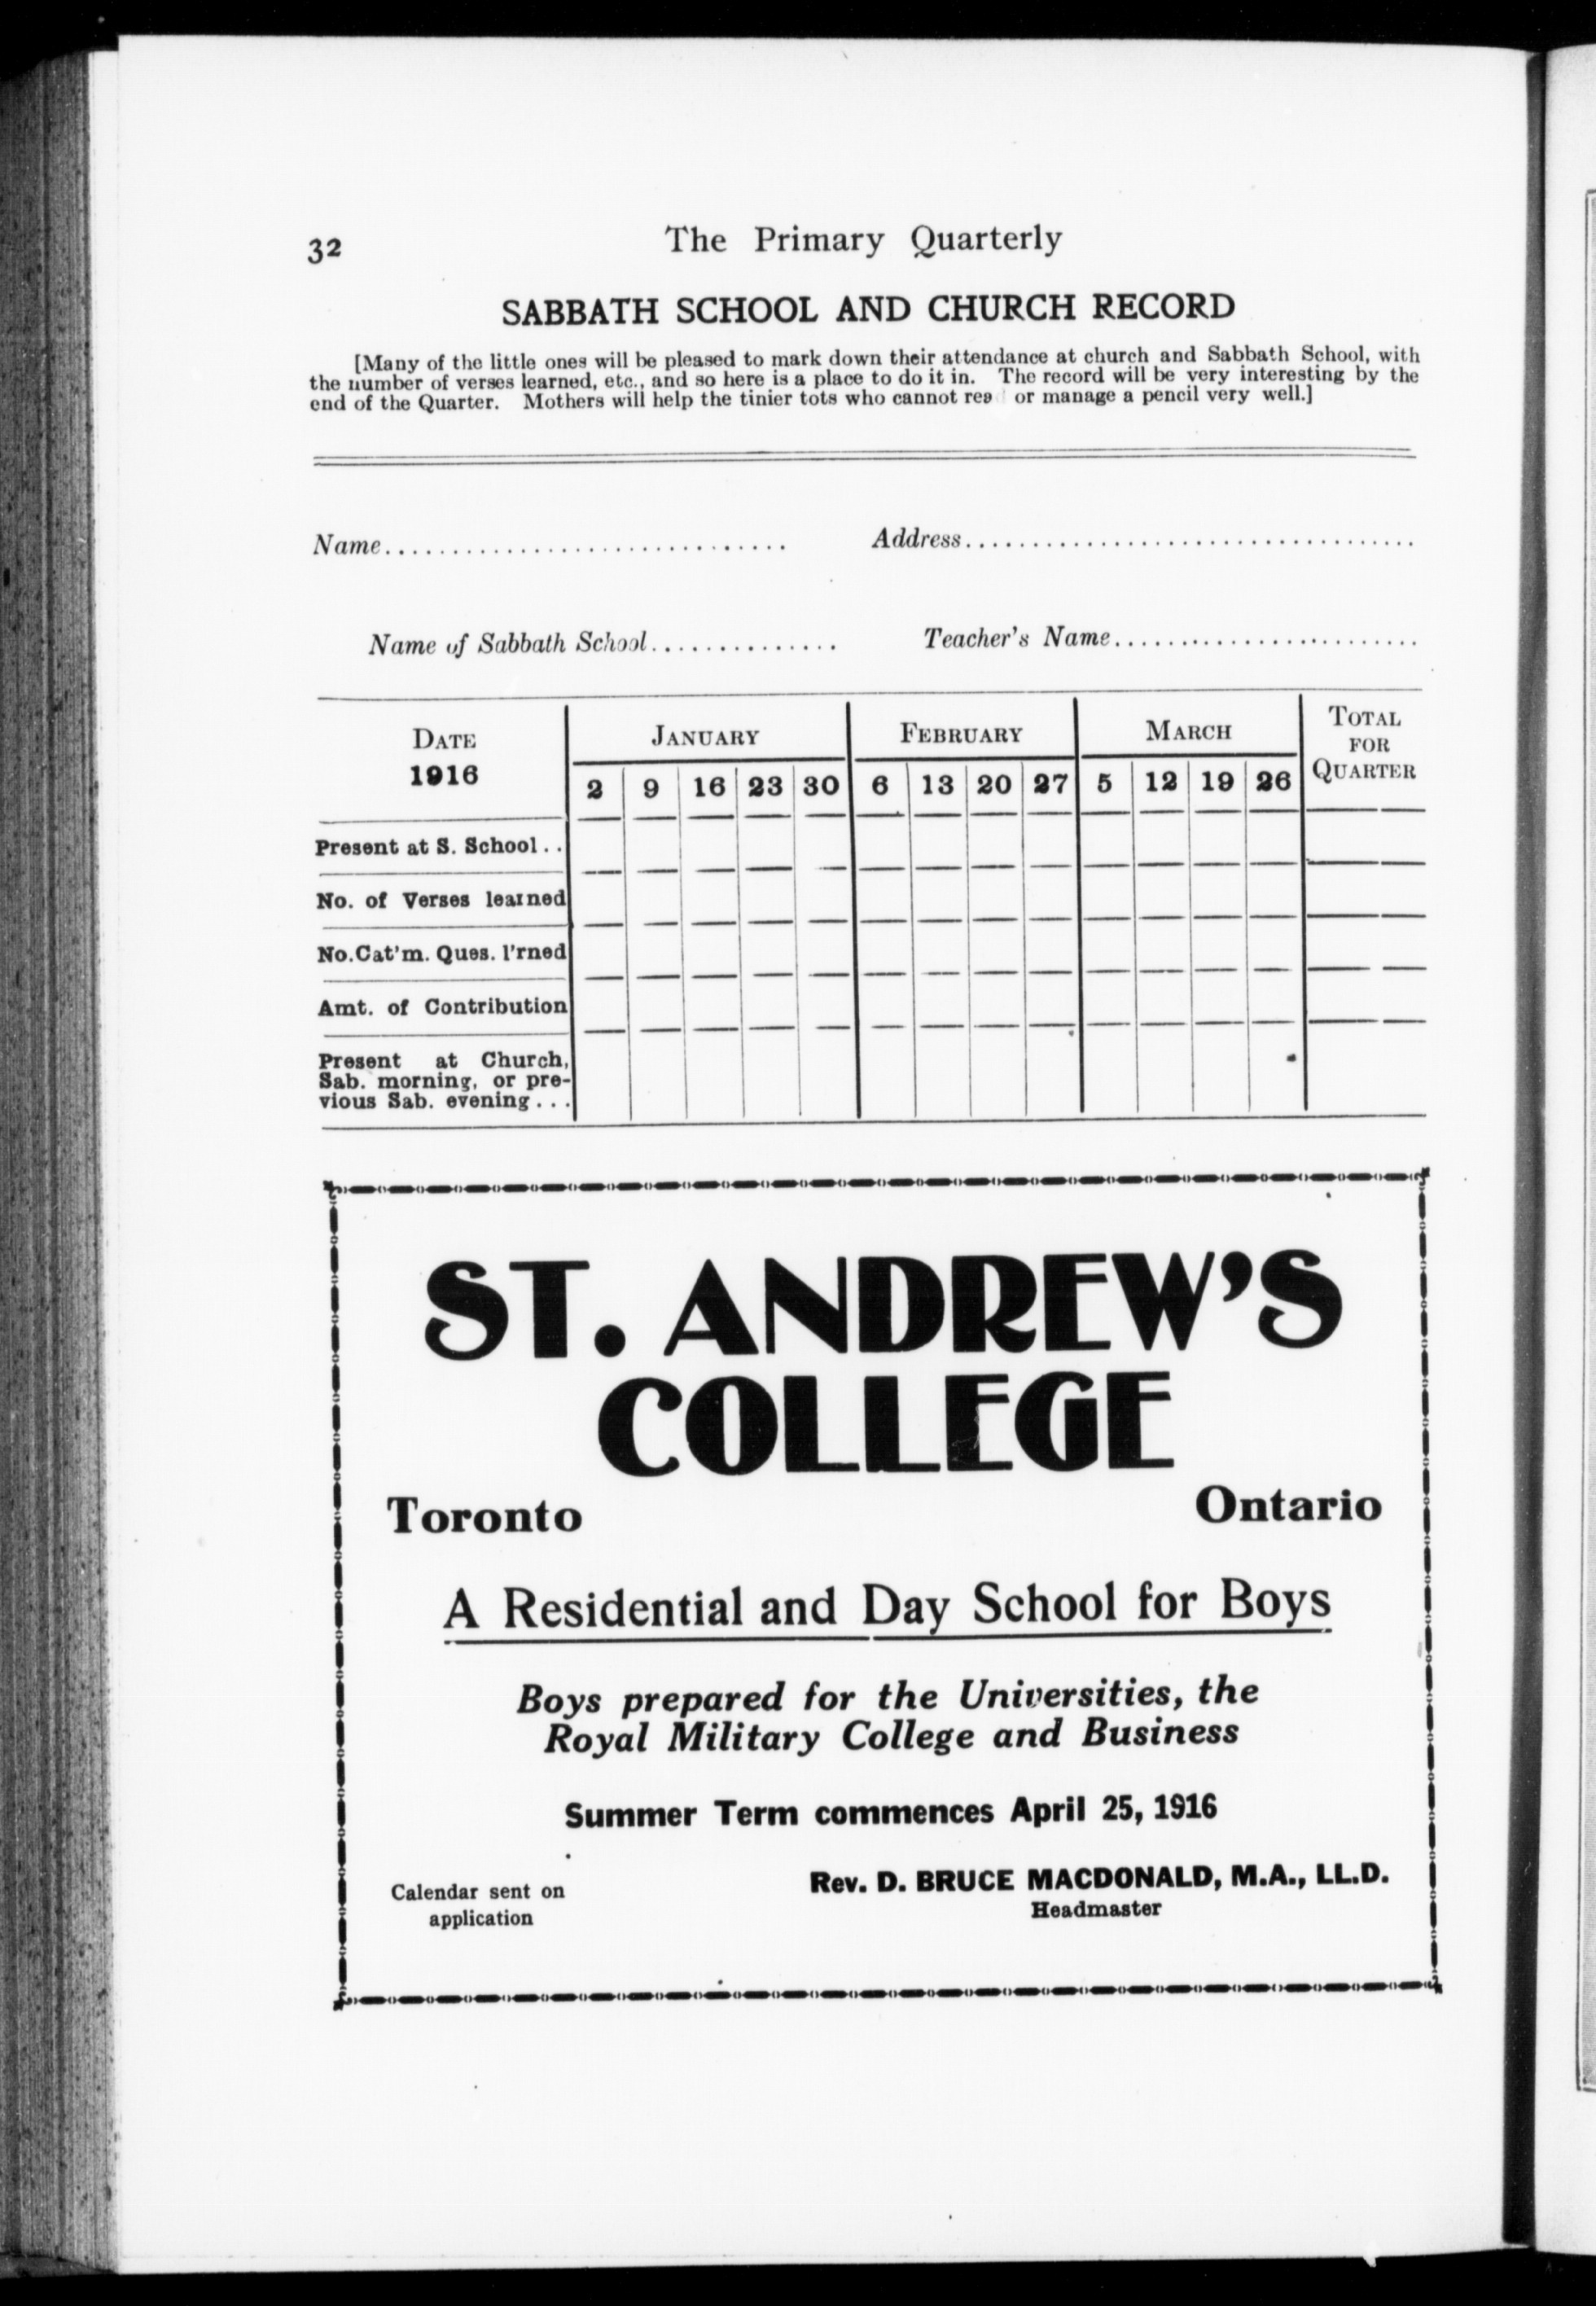 32
The Primary Quarterly
SABBATH SCHOOL AND CHURCH RECORD
[Many of the little ones will be pleased to mark down their attendance at church and Sabbath School, with
the number of verses learned, etc., and so here is a place to do it in. The record will be very interesting by the
end of the Quarter. Mothers will help the tinier tots who cannot rea or manage a pencil very well.]
Name.............................. Address..................................
Name of Sabbath School.............. Teacher's Name.......................
DATE 1916 JANUARY FEBRUARY MARCH TOTAL FOR QUARTER
2 9 16 23 30 6 13 20 27 5 12 19 26
Present at S. School..
No. of Verses learned
No.Cat'm. Ques. l'rned
Amt. of Contribution
Present at Church,
Sab. morning, or pre-
vious Sab. evening...
ST. ANDREW'S
COLLEGE
Toronto Ontario
A Residential and Day School for Boys
Boys prepared for the Universities, the
Royal Military College and Business
Summer Term commences April 25, 1916
Calendar sent on
application
Rev. D. BRUCE MACDONALD, M.A., LL.D.
Headmaster